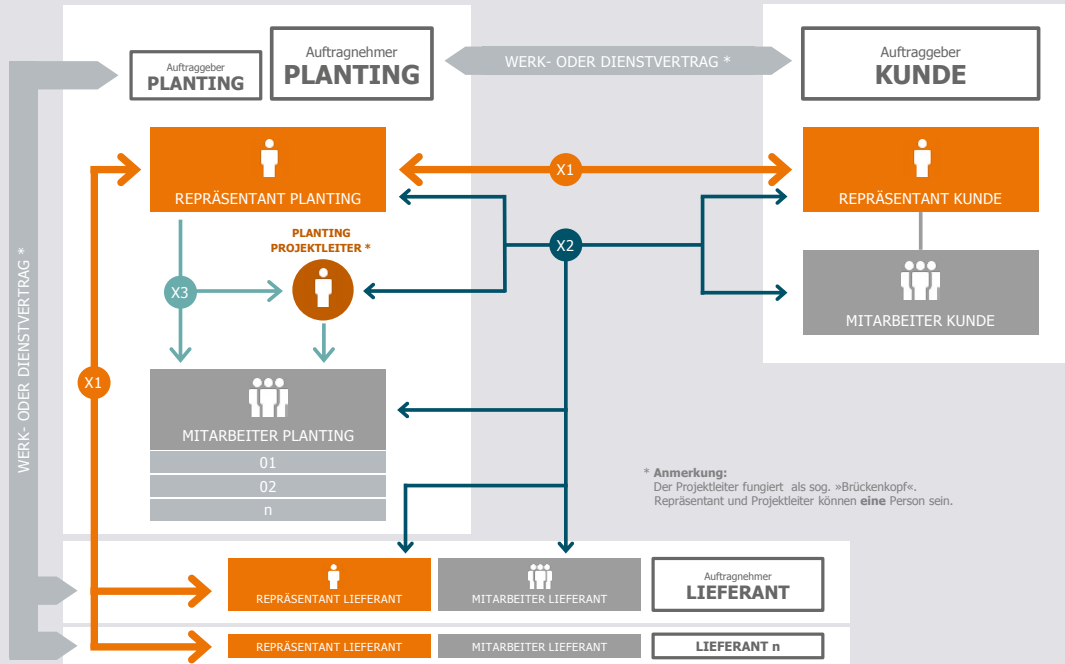 Auftraggeber
PLANTING
Auftragnehmer
PLANTING
WERK- ODER DIENSTVERTRAG *
Auftraggeber
KUNDE
REPRÄSENTANT PLANTING
X1
REPRÄSENTANT KUNDE
PLANTING
PROJEKTLEITER *
X2
X3
MITARBEITER KUNDE
WERK- ODER DIENSTVERTRAG *
X1
MITARBEITER PLANTING
01
02
n
* Anmerkung:
Der Projektleiter fungiert als sog. »Brückenkopf«.
Repräsentant und Projektleiter können eine Person sein.
REPRÄSENTANT LIEFERANT
MITARBEITER LIEFERANT
Auftragnehmer
LIEFERANT
REPRÄSENTANT LIEFERANT
MITARBEITER LIEFERANT
LIEFERANT n